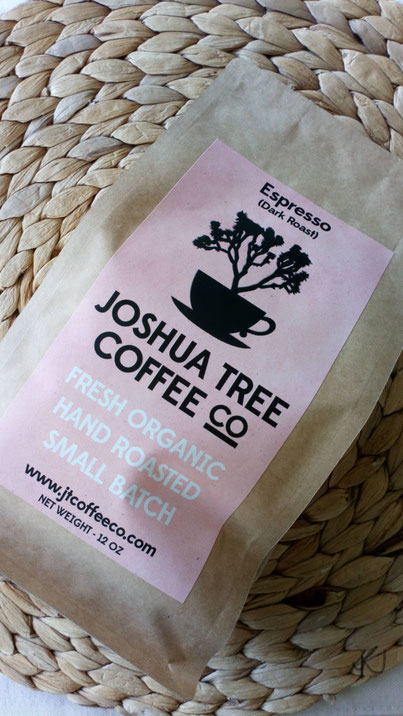 Espresso
(Dark Roast)
JOSHUA TREE
COFFEE CO
FRESH ORGANIC
HAND ROASTED
SMALL BATCH
www.jtcoffeeco.com
NET WEIGHT - 12 OZ
KJ